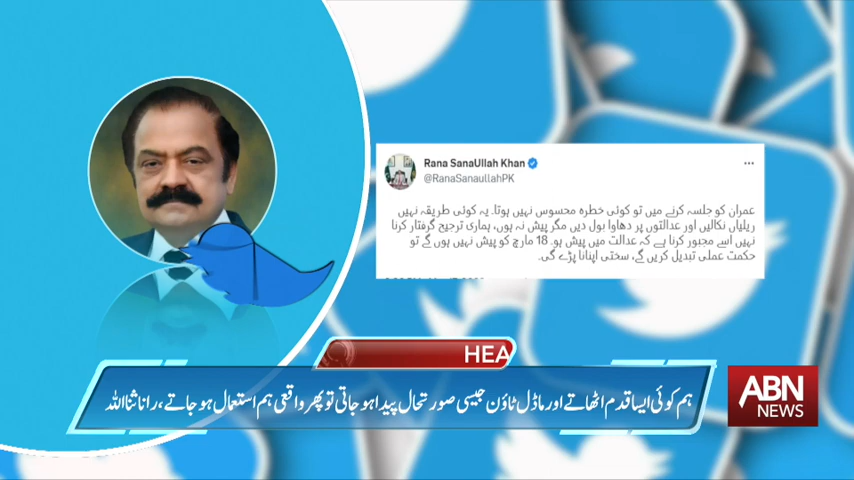 Rana SanaUllah Khan
@RanaSanaullahPK
عمران کو جلسہ کرنے میں تو کوئی خطرہ محسوس نہیں ہوتا۔ یہ کوئی طریقہ نہیں
ریلیاں نکالیں اور عدالتوں پر دھاوا بول دیں مگر پیش نہ ہوں، ہماری ترجیح گرفتار کرنا
نہیں اسے مجبور کرنا ہے کہ عدالت میں پیش ہو۔ 18 مارچ کو پیش نہیں ہوں گے تو
حکمت عملی تبدیل کریں گے، سختی اپنانا پڑے گی۔
HEA
ہم کوئی ایسا قدم اٹھاتے اور ماڈل ٹاؤن جیسی صورتحال پیدا ہو جاتی تو پھر واقعی ہم استعمال ہو جاتے، رانا ثنااللہ
ABN
NEWS